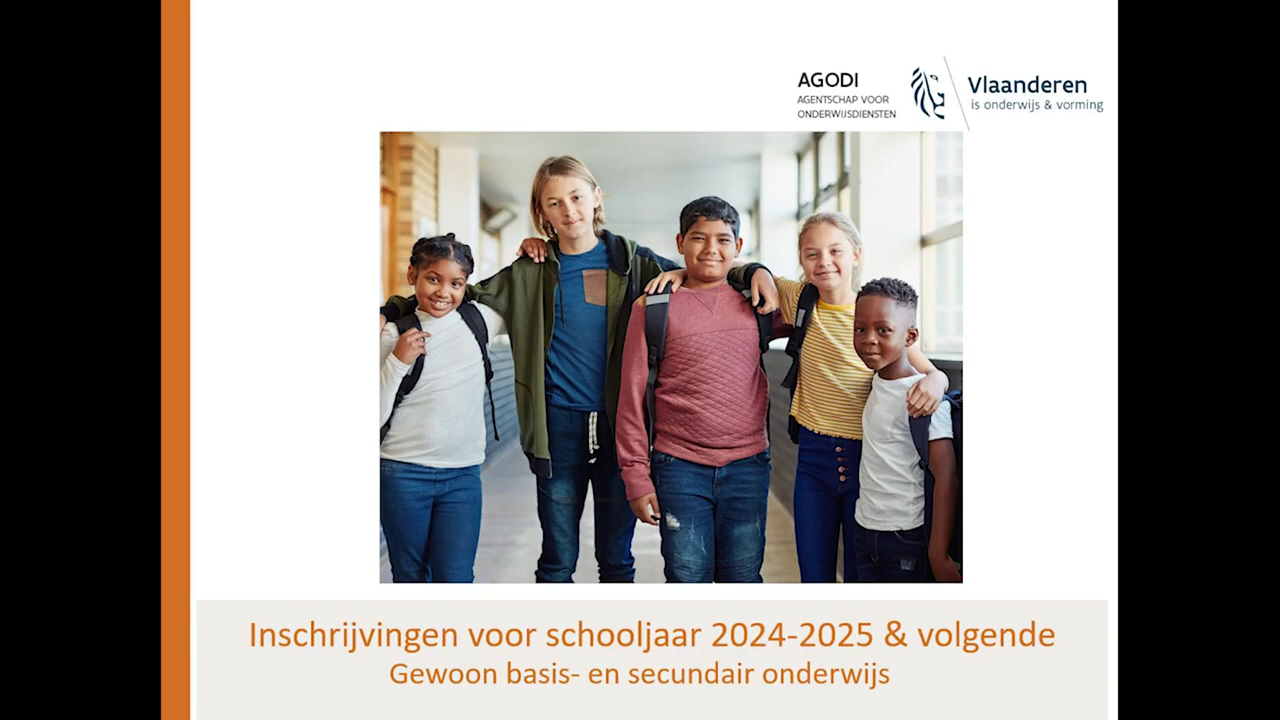 AGODI
AGENTSCHAP VOOR
ONDERWIJSDIENSTEN
Vlaanderen
is onderwijs & vorming
Inschrijvingen voor schooljaar 2024-2025 & volgende
Gewoon basis- en secundair onderwijs